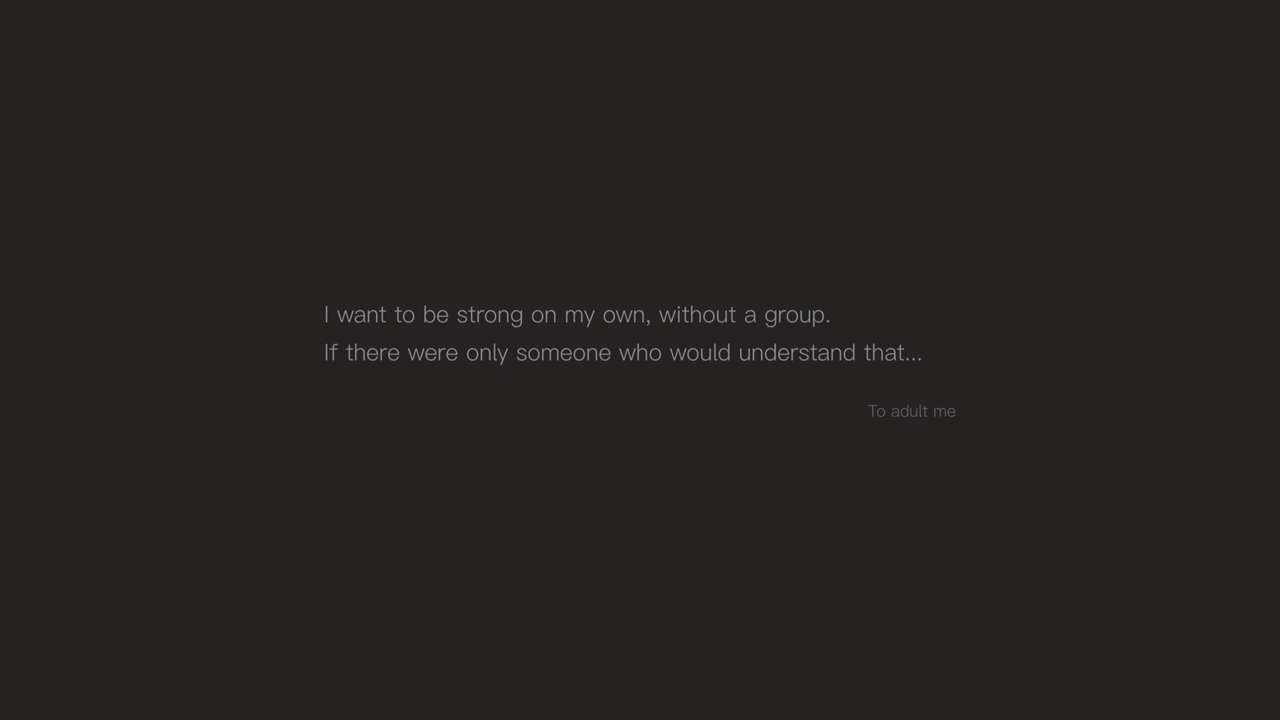 I want to be strong on my own, without a group.
If there were only someone who would understand that...
To adult me